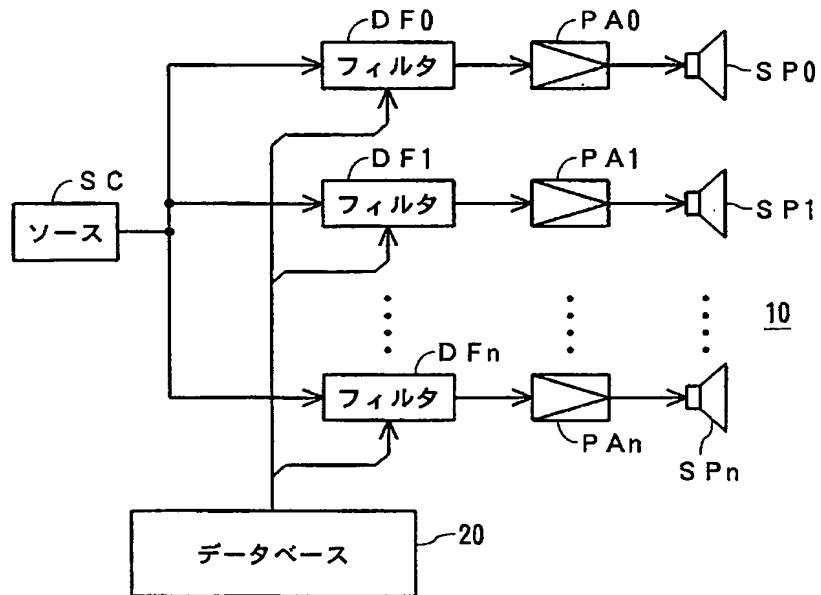 DF0
PA0
フィルタ
SP0
DF1
PA1
SC
フィルタ
SP1
ソース
10
DFn
フィルタ
PAn
SPn
データベース
20